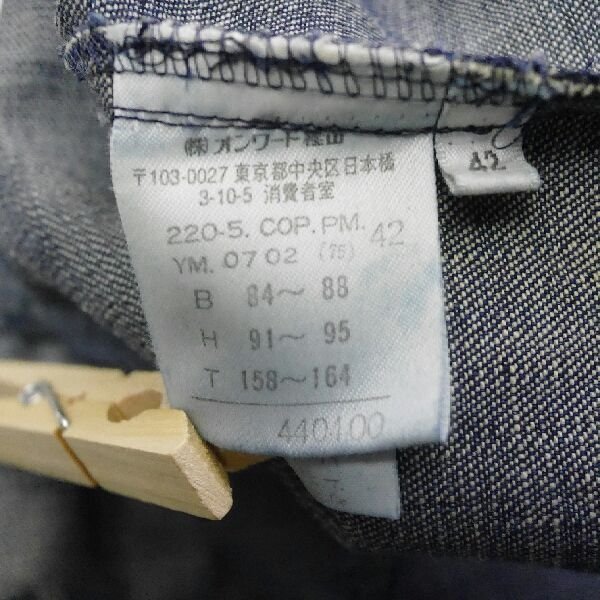 ㈱オンワード樫山
〒103-0027 東京都中央区日本橋
3-10-5 消費者室
220-5. COP. PM. 42
YM. 0702 (75)
B 84～ 88
H 91～ 95
T 158～164
440100
42